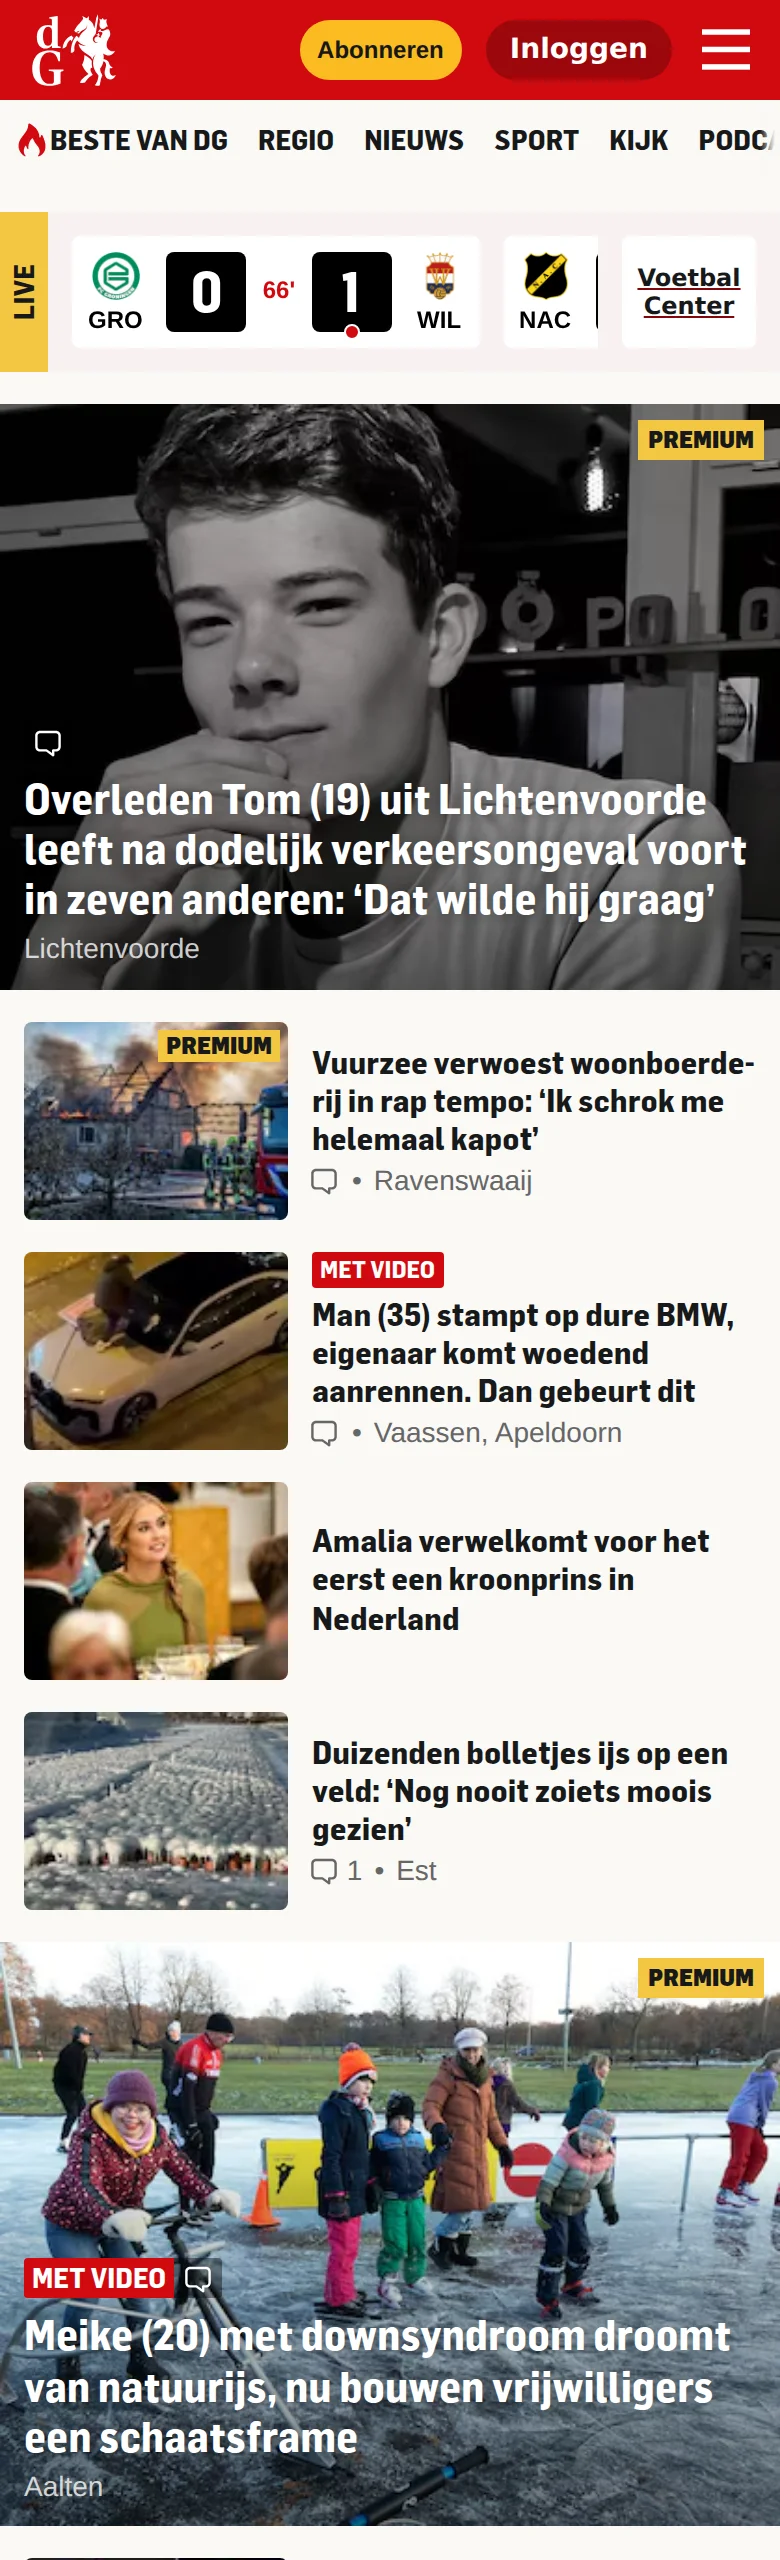 dG
Abonneren
Inloggen
BESTE VAN DG REGIO NIEUWS SPORT KIJK PODCA
LIVE
GRO 0 66' 1 WIL
NAC
Voetbal
Center
PREMIUM
Overleden Tom (19) uit Lichtenvoorde
leeft na dodelijk verkeersongeval voort
in zeven anderen: ‘Dat wilde hij graag’
Lichtenvoorde
PREMIUM
Vuurzee verwoest woonboerde-
rij in rap tempo: ‘Ik schrok me
helemaal kapot’
• Ravenswaaij
MET VIDEO
Man (35) stampt op dure BMW,
eigenaar komt woedend
aanrennen. Dan gebeurt dit
• Vaassen, Apeldoorn
Amalia verwelkomt voor het
eerst een kroonprins in
Nederland
Duizenden bolletjes ijs op een
veld: ‘Nog nooit zoiets moois
gezien’
1 • Est
PREMIUM
MET VIDEO
Meike (20) met downsyndroom droomt
van natuurijs, nu bouwen vrijwilligers
een schaatsframe
Aalten